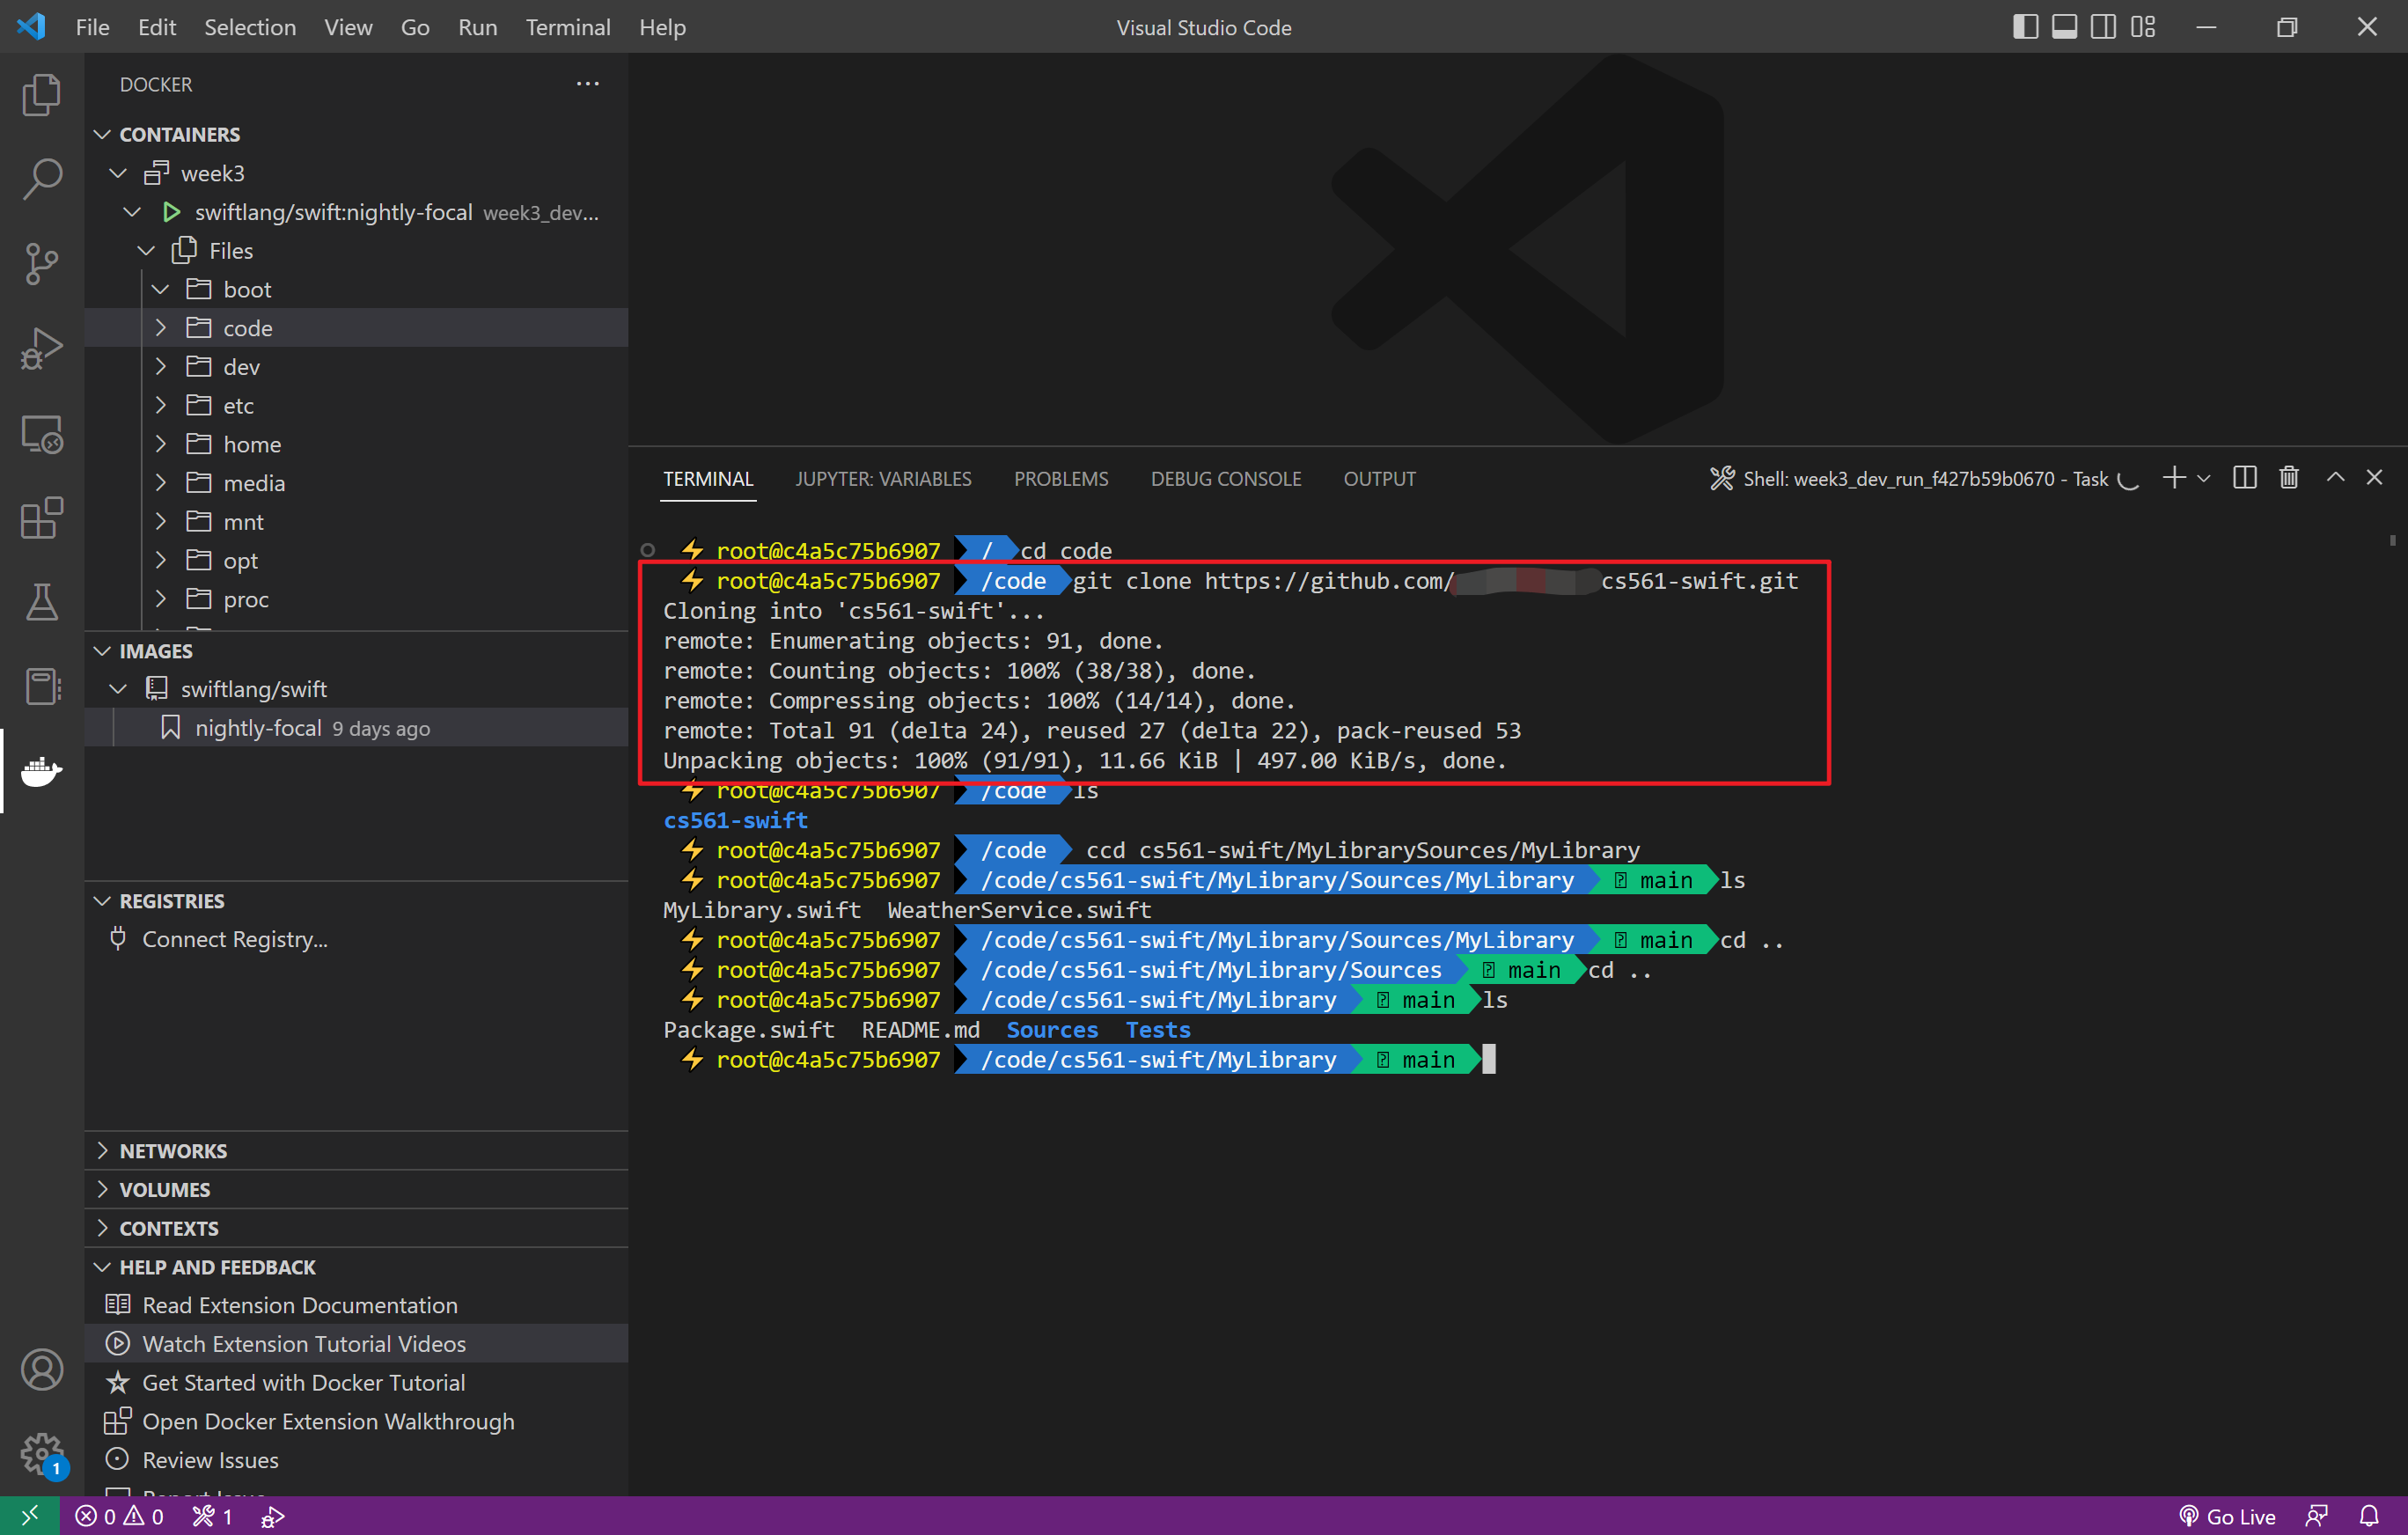 File Edit Selection View Go Run Terminal Help
Visual Studio Code
DOCKER
CONTAINERS
week3
swiftlang/swift:nightly-focal week3_dev...
Files
boot
code
dev
etc
home
media
mnt
opt
proc
IMAGES
swiftlang/swift
nightly-focal 9 days ago
REGISTRIES
Connect Registry...
NETWORKS
VOLUMES
CONTEXTS
HELP AND FEEDBACK
Read Extension Documentation
Watch Extension Tutorial Videos
Get Started with Docker Tutorial
Open Docker Extension Walkthrough
Review Issues
Report Issue
TERMINAL JUPYTER: VARIABLES PROBLEMS DEBUG CONSOLE OUTPUT
Shell: week3_dev_run_f427b59b0670 - Task
root@c4a5c75b6907 / cd code
root@c4a5c75b6907 /code git clone https://github.com/ cs561-swift.git
Cloning into 'cs561-swift'...
remote: Enumerating objects: 91, done.
remote: Counting objects: 100% (38/38), done.
remote: Compressing objects: 100% (14/14), done.
remote: Total 91 (delta 24), reused 27 (delta 22), pack-reused 53
Unpacking objects: 100% (91/91), 11.66 KiB | 497.00 KiB/s, done.
root@c4a5c75b6907 /code ls
cs561-swift
root@c4a5c75b6907 /code ccd cs561-swift/MyLibrarySources/MyLibrary
root@c4a5c75b6907 /code/cs561-swift/MyLibrary/Sources/MyLibrary main ls
MyLibrary.swift WeatherService.swift
root@c4a5c75b6907 /code/cs561-swift/MyLibrary/Sources/MyLibrary main cd ..
root@c4a5c75b6907 /code/cs561-swift/MyLibrary/Sources main cd ..
root@c4a5c75b6907 /code/cs561-swift/MyLibrary main ls
Package.swift README.md Sources Tests
root@c4a5c75b6907 /code/cs561-swift/MyLibrary main
1
0 0 1
Go Live